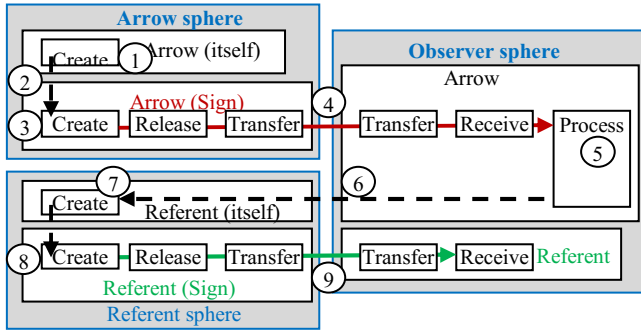 Arrow sphere
Create
1
Arrow (itself)
Observer sphere
2
Arrow
Arrow (Sign)
4
3
Create
Release
Transfer
Transfer
Receive
Process
5
7
6
Create
Referent (itself)
8
Create
Release
Transfer
9
Transfer
Receive
Referent
Referent (Sign)
Referent sphere